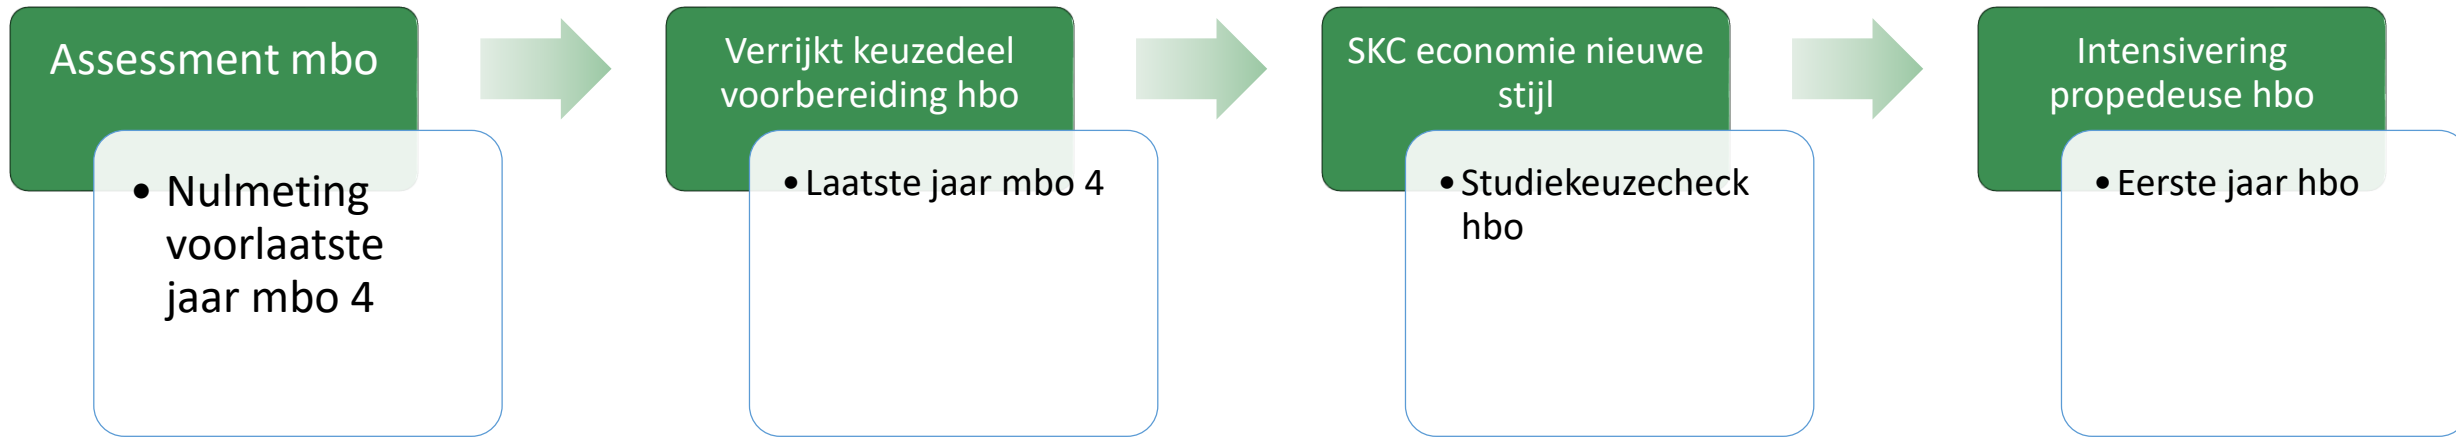 Assessment mbo
• Nulmeting
voorlaatste
jaar mbo 4
Verrijkt keuzedeel
voorbereiding hbo
• Laatste jaar mbo 4
SKC economie nieuwe
stijl
• Studiekeuzecheck
hbo
Intensivering
propedeuse hbo
• Eerste jaar hbo